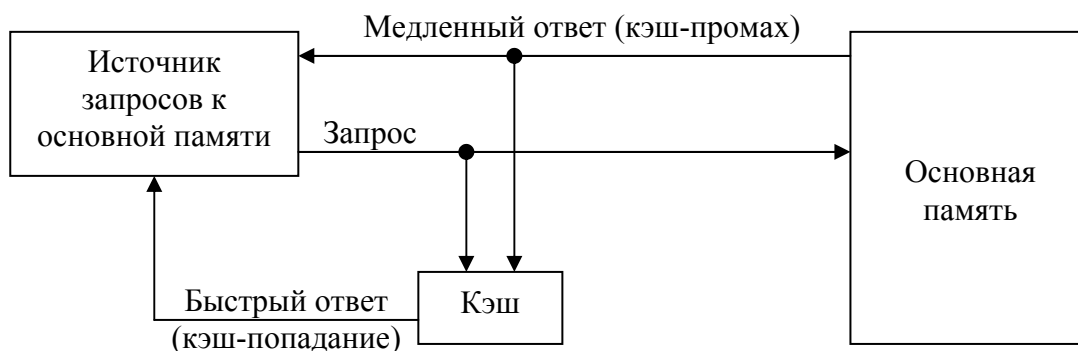 Медленный ответ (кэш-промах)
Источник
запросов к
основной памяти
Запрос
Основная
память
Кэш
Быстрый ответ
(кэш-попадание)